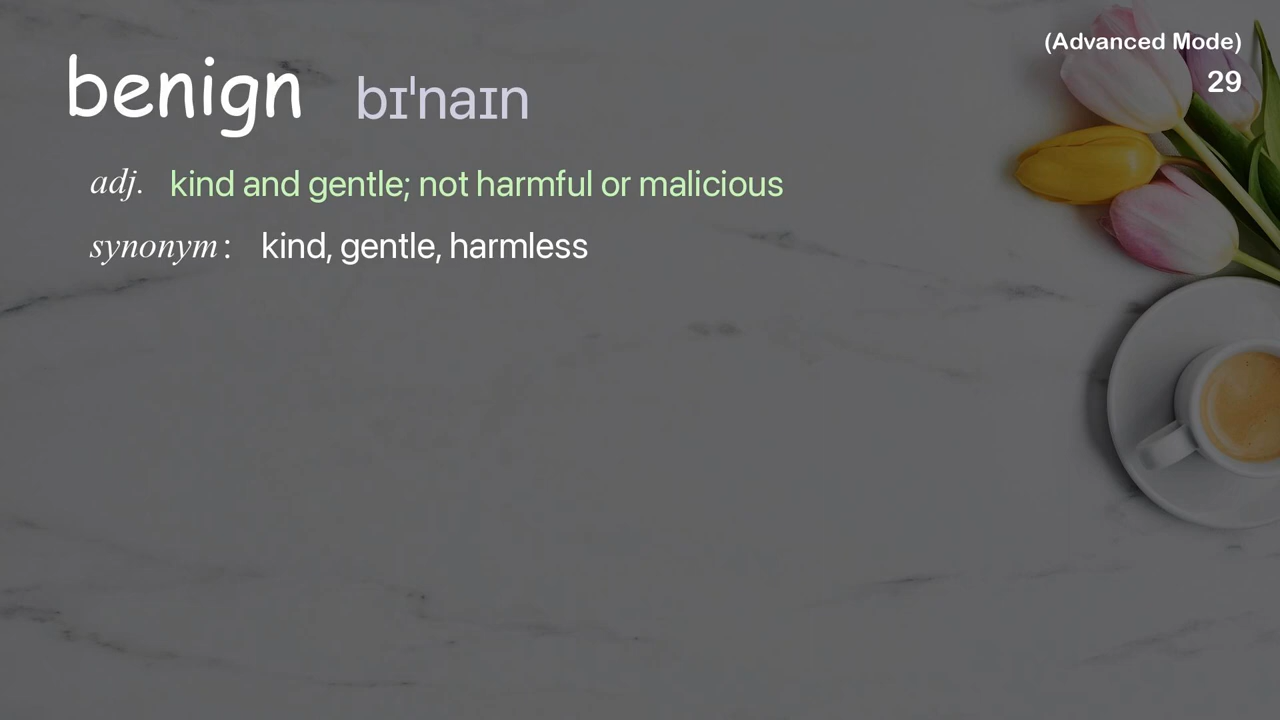 (Advanced Mode)
29
benign bɪˈnaɪn
adj. kind and gentle; not harmful or malicious
synonym: kind, gentle, harmless